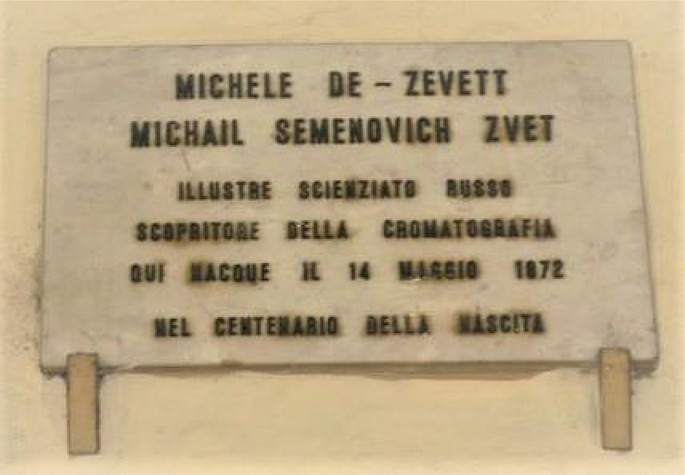 MICHELE DE - ZEVETT
MICHAIL SEMENOVICH ZVET
ILLUSTRE SCIENZIATO RUSSO
SCOPRITORE DELLA CROMATOGRAFIA
QUI NACQUE IL 14 MAGGIO 1872
NEL CENTENARIO DELLA NASCITA